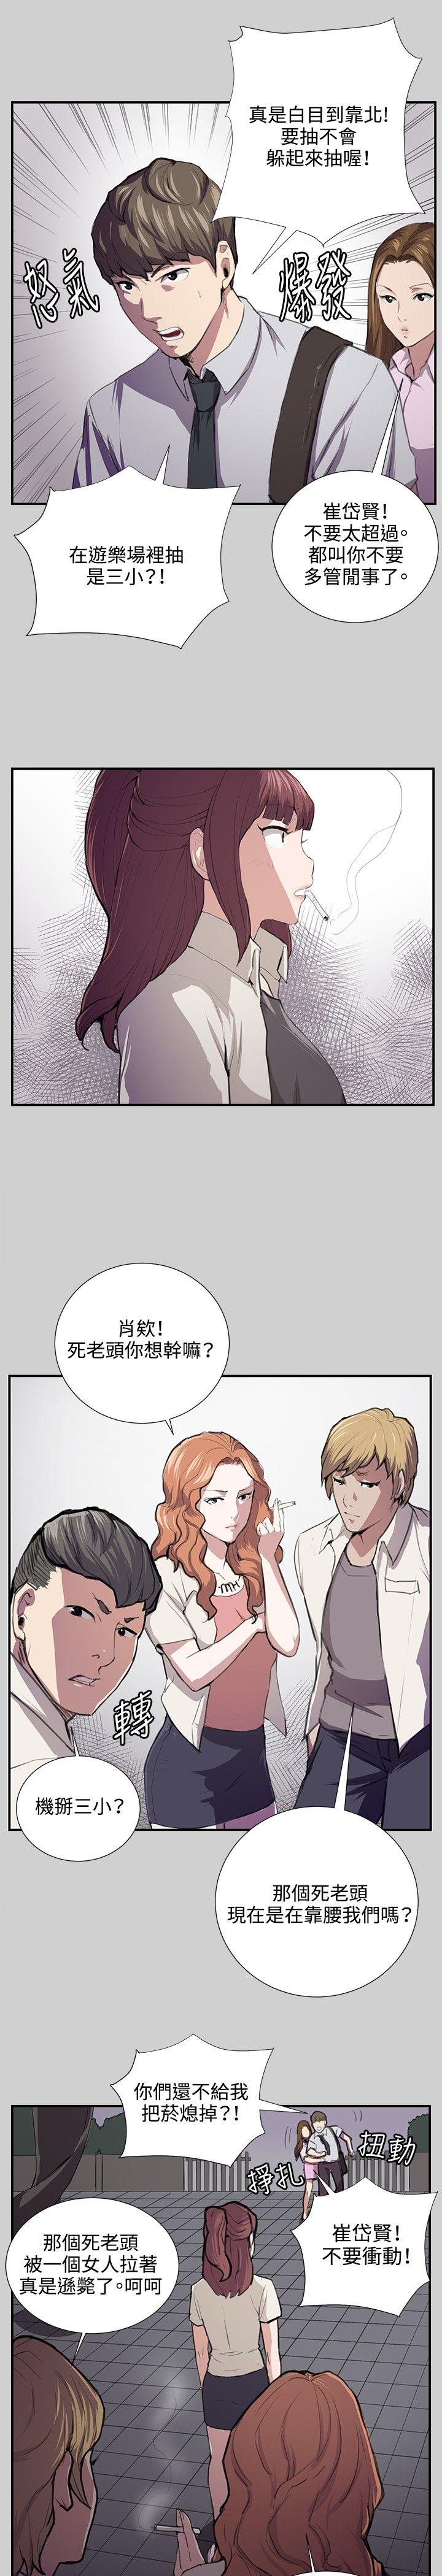 真是白目到靠北!
要抽不會
躲起來抽喔!
怒氣
爆發
在遊樂場裡抽
是三小?!
崔岱賢!
不要太超過。
都叫你不要
多管閒事了。
肖欸!
死老頭你想幹嘛?
轉
機掰三小?
那個死老頭
現在是在靠腰我們嗎?
你們還不給我
把菸熄掉?!
掙扎
扭動
那個死老頭
被一個女人拉著
真是遜斃了。呵呵
崔岱賢!
不要衝動!